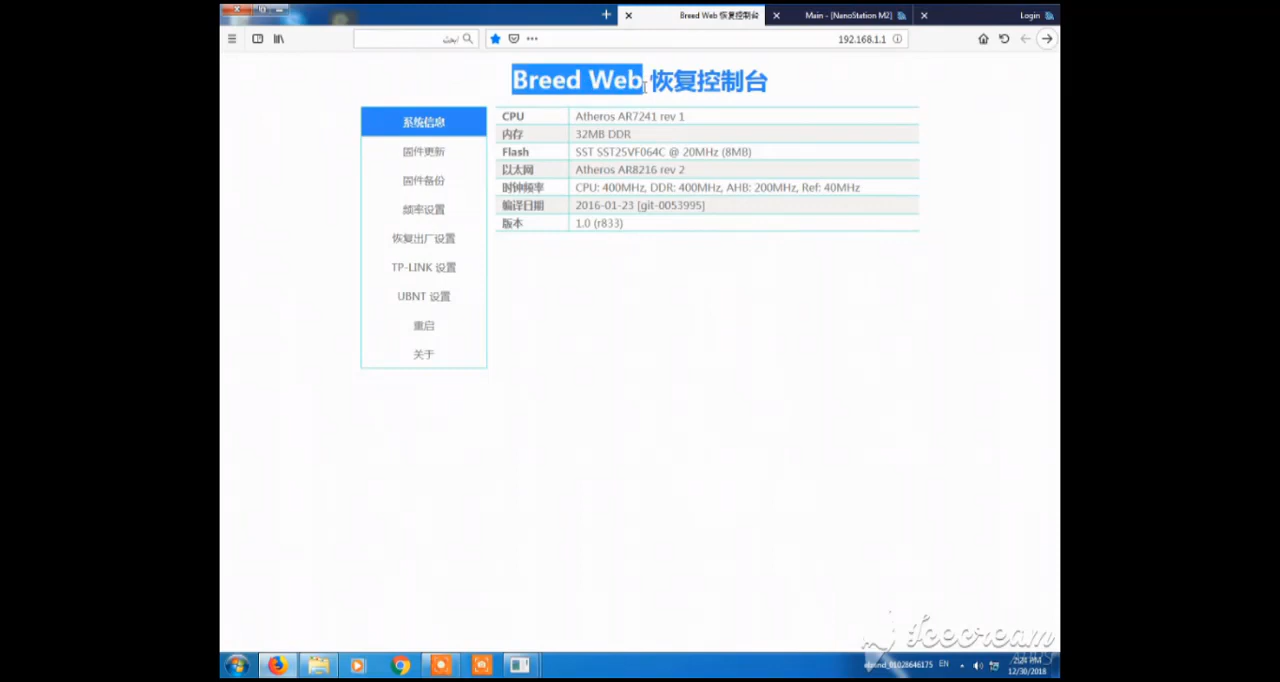 Breed Web 恢复控制台
Main - [NanoStation M2]
Login
ابحث
192.168.1.1
Breed Web 恢复控制台
系统信息
固件更新
固件备份
频率设置
恢复出厂设置
TP-LINK 设置
UBNT 设置
重启
关于
CPU Atheros AR7241 rev 1
内存 32MB DDR
Flash SST SST25VF064C @ 20MHz (8MB)
以太网 Atheros AR8216 rev 2
时钟频率 CPU: 400MHz, DDR: 400MHz, AHB: 200MHz, Ref: 40MHz
编译日期 2016-01-23 [git-0053995]
版本 1.0 (r833)
Icecream
EN
2:24 PM
12/30/2018